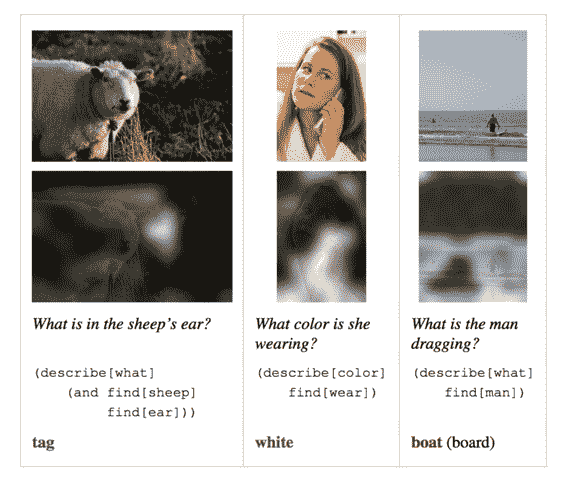 What is in the sheep's ear?
(describe[what]
(and find[sheep]
find[ear]))
tag
What color is she
wearing?
(describe[color]
find[wear])
white
What is the man
dragging?
(describe[what]
find[man])
boat (board)